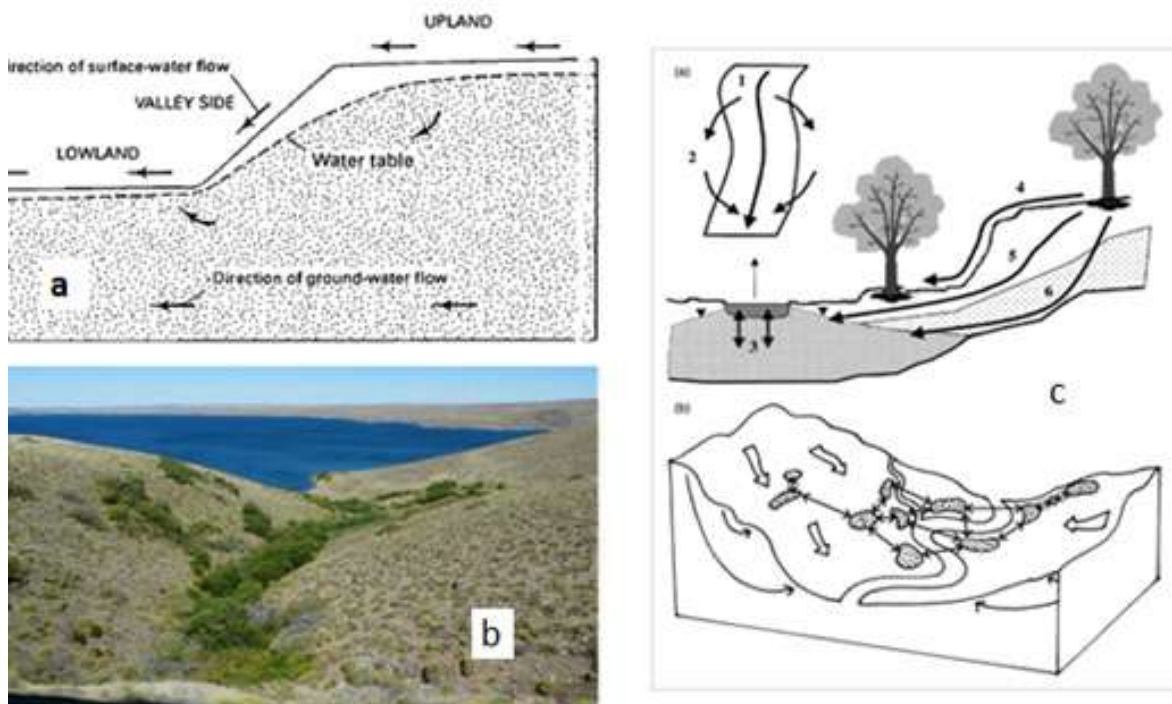 UPLAND
irection of surface-water flow
VALLEY SIDE
LOWLAND
Water table
Direction of ground-water flow
a
b
(a)
1
2
3
4
5
6
c
(b)